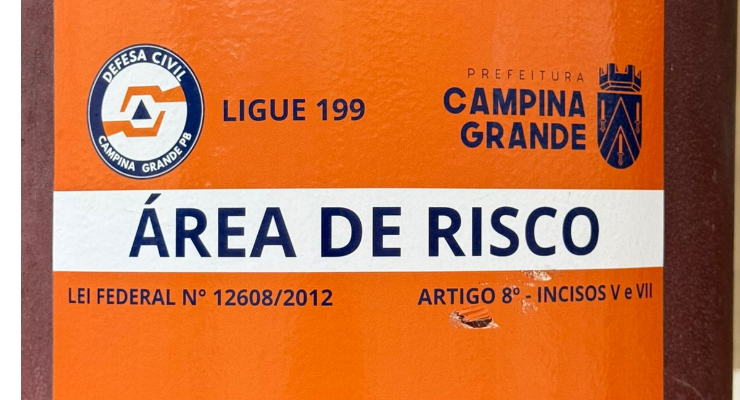 DEFESA CIVIL
CAMPINA GRANDE PB
LIGUE 199
PREFEITURA
CAMPINA
GRANDE
ÁREA DE RISCO
LEI FEDERAL N° 12608/2012
ARTIGO 8º - INCISOS V e VII